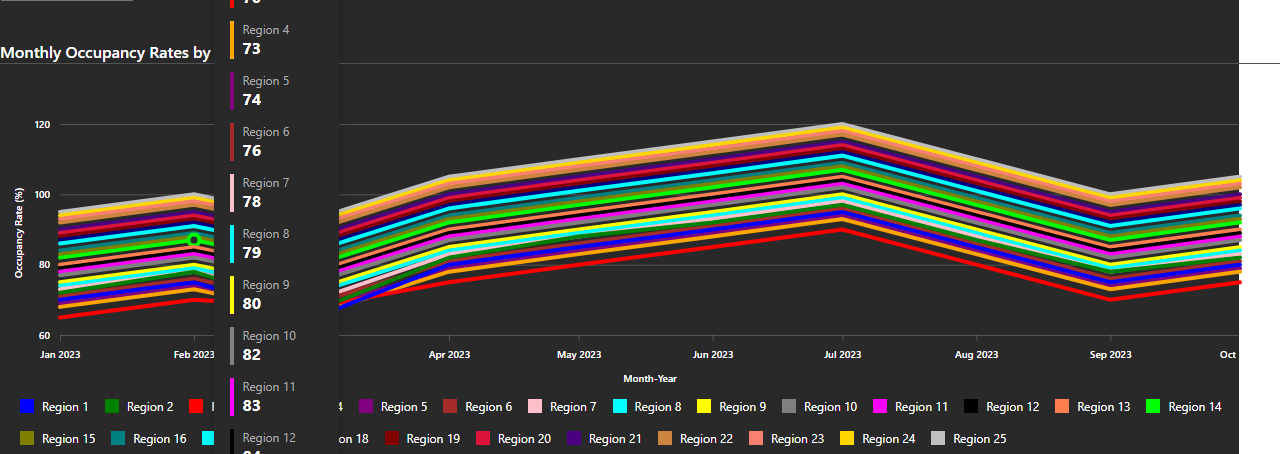 Region 4
73
Monthly Occupancy Rates by
Region 5
74
Region 6
76
Region 7
78
Region 8
79
Region 9
80
Region 10
82
Region 11
83
Region 12
120
100
80
60
Occupancy Rate (%)
Jan 2023 Feb 2023 Apr 2023 May 2023 Jun 2023 Jul 2023 Aug 2023 Sep 2023 Oct
Month-Year
Region 1 Region 2 4 Region 5 Region 6 Region 7 Region 8 Region 9 Region 10 Region 11 Region 12 Region 13 Region 14
Region 15 Region 16 on 18 Region 19 Region 20 Region 21 Region 22 Region 23 Region 24 Region 25